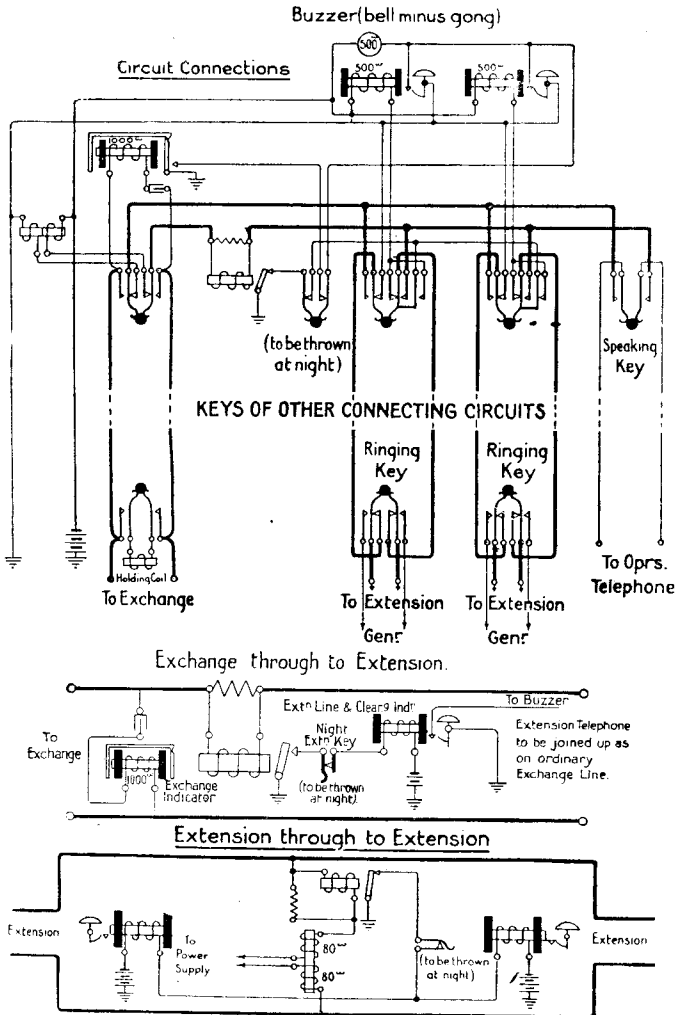 Buzzer (bell minus gong)
500ω
Circuit Connections
500ω
500ω
1000ω
(to be thrown
at night)
Speaking
Key
KEYS OF OTHER CONNECTING CIRCUITS
Ringing
Key
Ringing
Key
Holding Coil
To Exchange
To Extension
To Extension
To Oprs.
Telephone
Genr
Genr
Exchange through to Extension.
Extn Line & Clearg Indr
To Buzzer
To
Exchange
Night
Extn Key
Extension Telephone
to be joined up as
on ordinary
Exchange Line.
1000ω
Exchange
Indicator
(to be thrown
at night)
Extension through to Extension
Extension
To
Power
Supply
80ω
80ω
(to be thrown
at night)
Extension